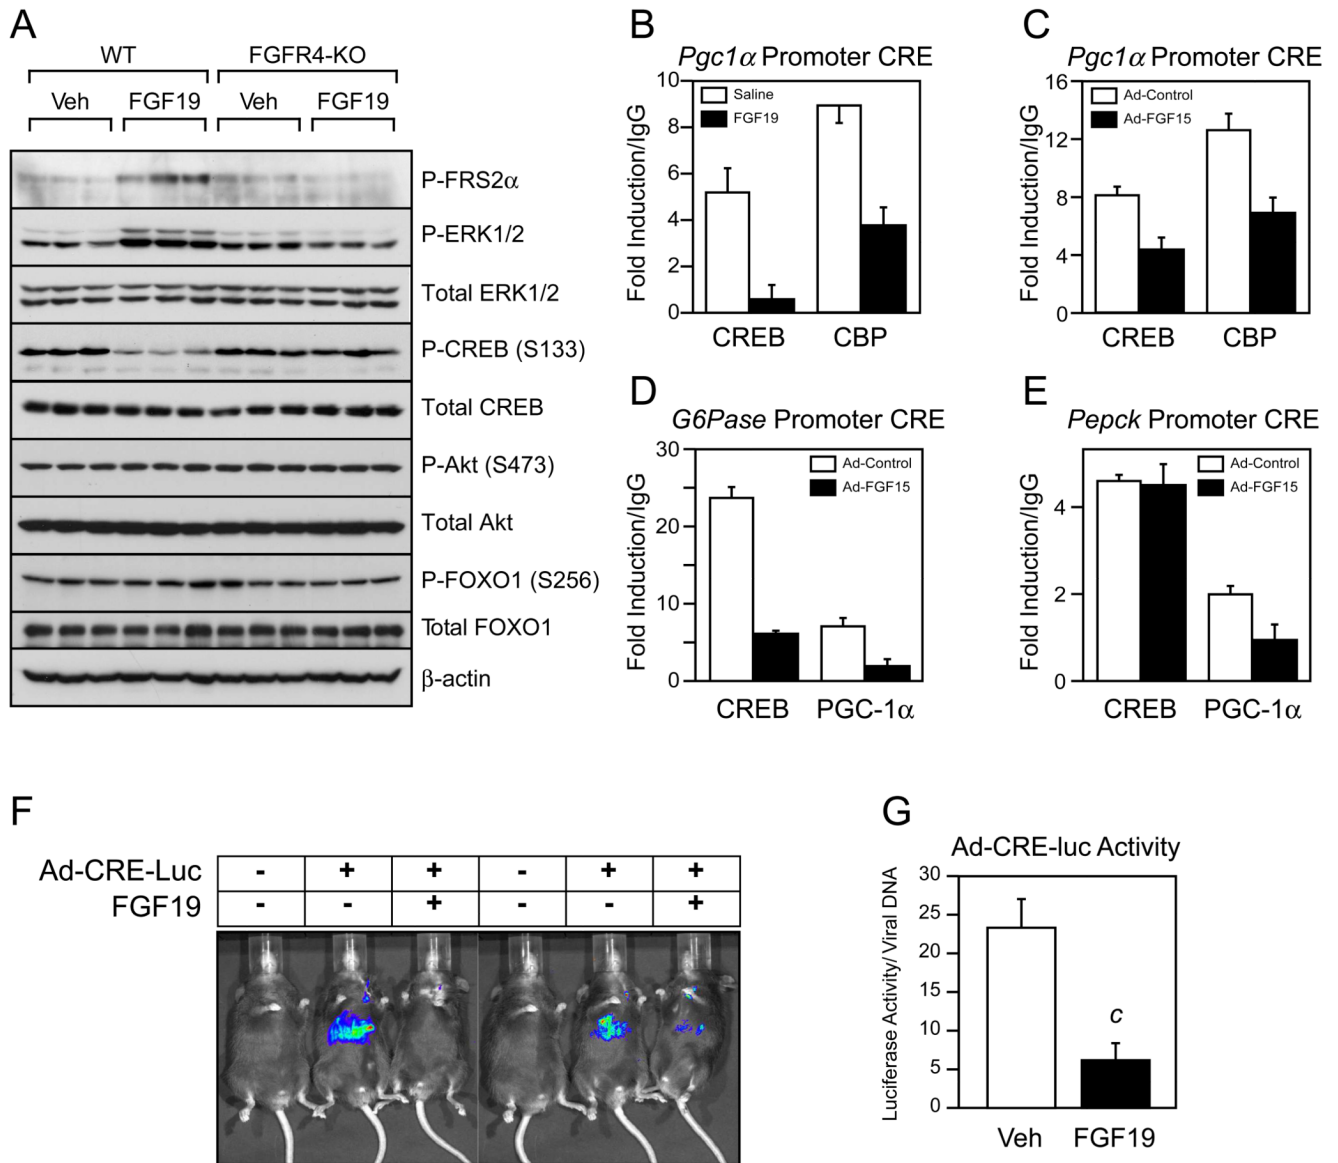 A
WT FGFR4-KO
Veh FGF19 Veh FGF19
P-FRS2α
P-ERK1/2
Total ERK1/2
P-CREB (S133)
Total CREB
P-Akt (S473)
Total Akt
P-FOXO1 (S256)
Total FOXO1
β-actin
B
Pgc1α Promoter CRE
Fold Induction/IgG
10
8
6
4
2
0
Saline
FGF19
CREB CBP
C
Pgc1α Promoter CRE
Fold Induction/IgG
16
12
8
4
0
Ad-Control
Ad-FGF15
CREB CBP
D
G6Pase Promoter CRE
Fold Induction/IgG
30
20
10
0
Ad-Control
Ad-FGF15
CREB PGC-1α
E
Pepck Promoter CRE
Fold Induction/IgG
4
2
0
Ad-Control
Ad-FGF15
CREB PGC-1α
F
Ad-CRE-Luc - + + - + +
FGF19 - - + - - +
G
Ad-CRE-luc Activity
Luciferase Activity/ Viral DNA
30
25
20
15
10
5
0
c
Veh FGF19